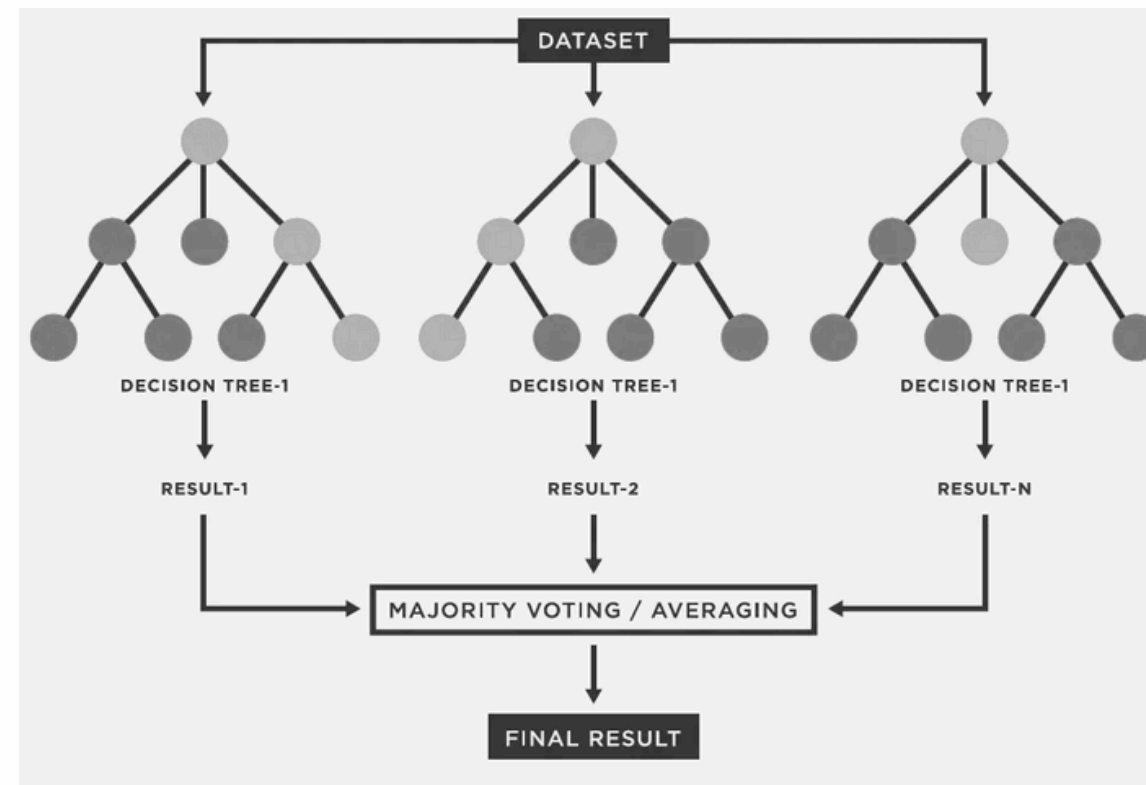 DATASET
DECISION TREE-1
DECISION TREE-1
DECISION TREE-1
RESULT-1
RESULT-2
RESULT-N
MAJORITY VOTING / AVERAGING
FINAL RESULT